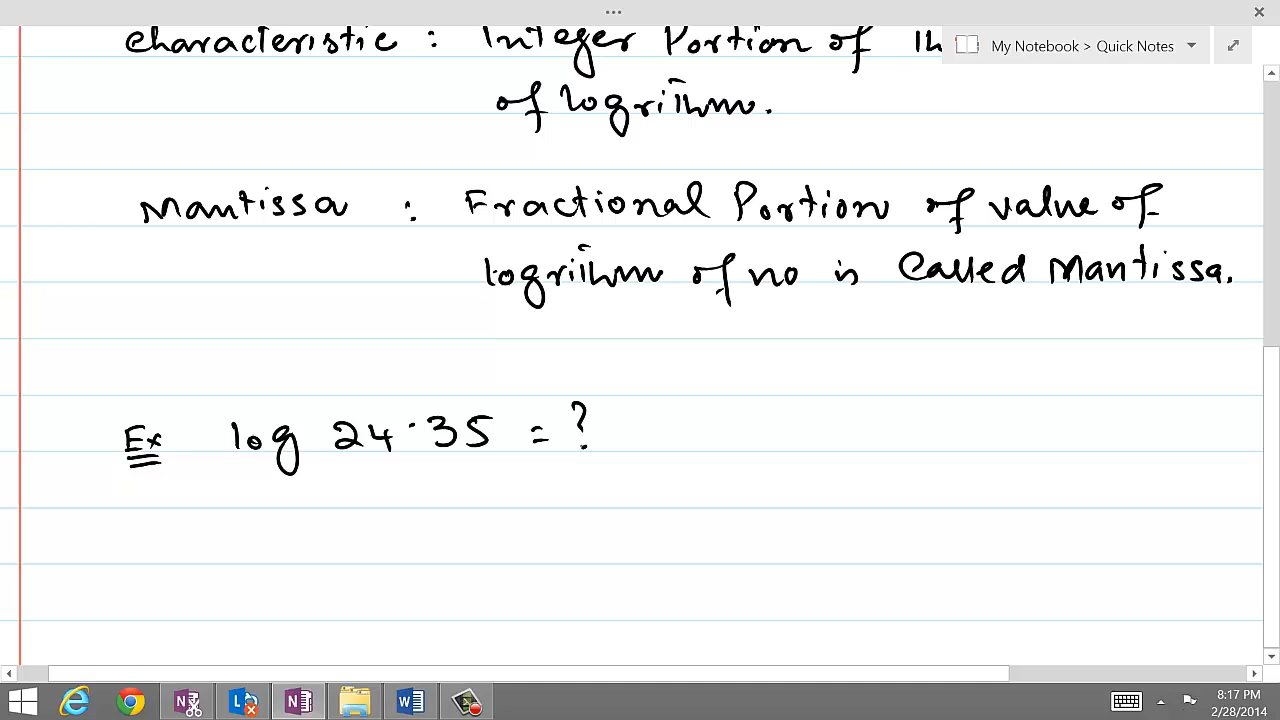 ...
Characteristic : Integer Portion of
My Notebook > Quick Notes
of logrithm.
Mantissa : Fractional Portion of value of
logrithm of no is Called Mantissa.
Ex log 24.35 = ?
8:17 PM
2/28/2014